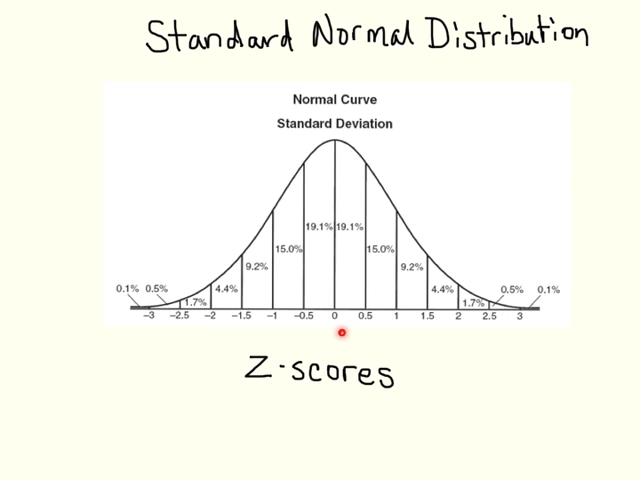 Standard Normal Distribution
Normal Curve
Standard Deviation
19.1% 19.1%
15.0% 15.0%
9.2% 9.2%
0.1% 0.5% 4.4% 4.4% 0.5% 0.1%
1.7% 1.7%
−3 −2.5 −2 −1.5 −1 −0.5 0 0.5 1 1.5 2 2.5 3
Z-scores